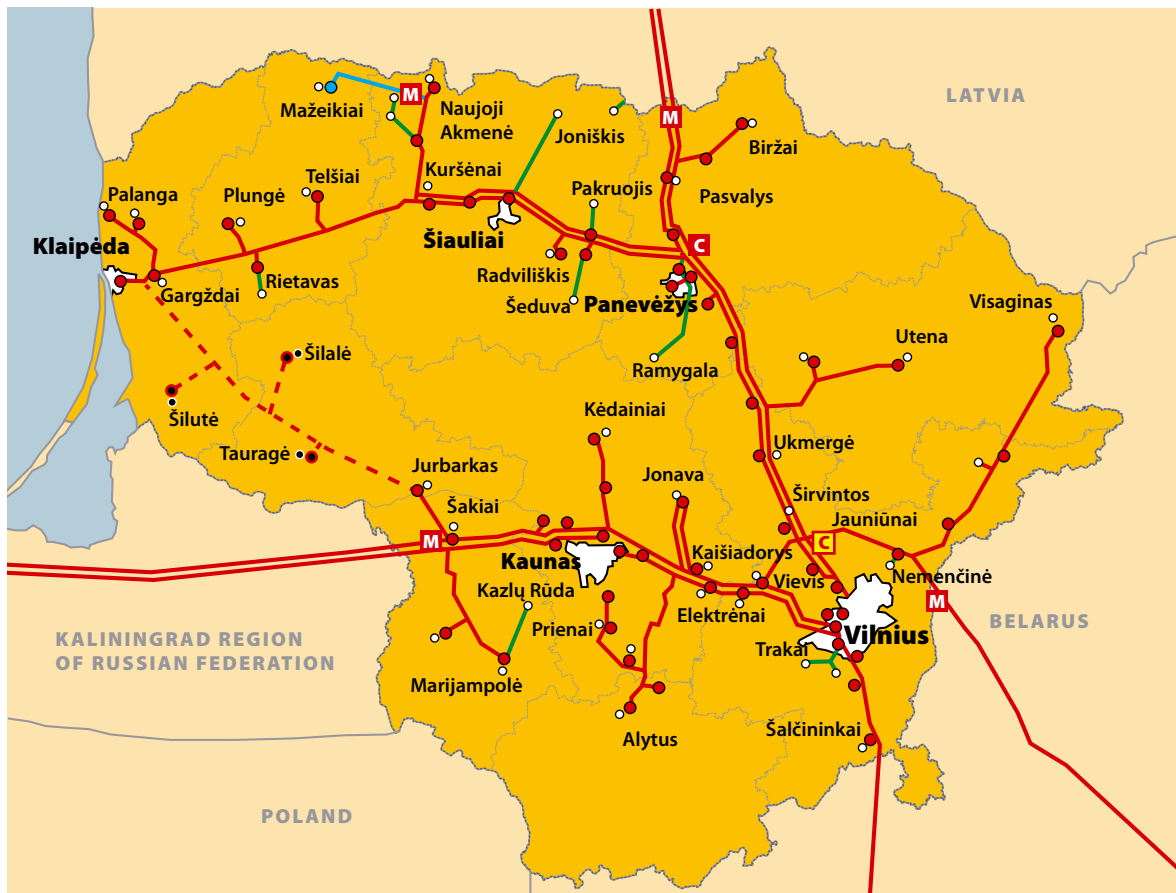 LATVIA
M
Mažeikiai
M
Naujoji
Akmenė
Joniškis
Biržai
Kuršėnai
Telšiai
Palanga
Plungė
Pakruojis
Pasvalys
Klaipėda
Šiauliai
C
Radviliškis
Gargždai
Rietavas
Šeduva
Panevėžys
Visaginas
Utena
Ramygala
Šilalė
Šilutė
Kėdainiai
Tauragė
Ukmergė
Jurbarkas
Jonava
Širvintos
Šakiai
Jauniūnai
M
C
Kaunas
Kaišiadorys
Vievis
Nemenčinė
Kazlų Rūda
Elektrėnai
M
BELARUS
KALININGRAD REGION
OF RUSSIAN FEDERATION
Prienai
Vilnius
Trakai
Marijampolė
Alytus
Šalčininkai
POLAND